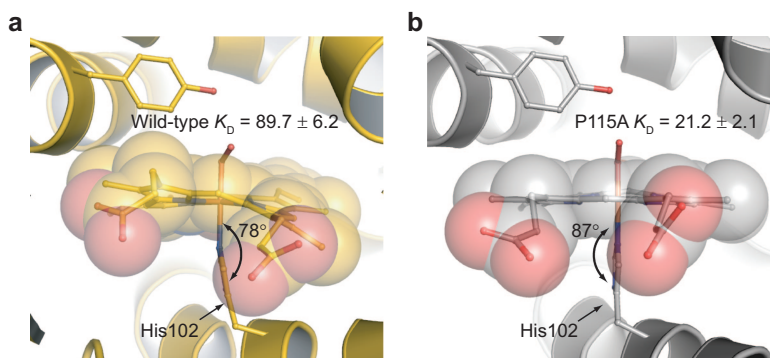 a
Wild-type KD = 89.7 ± 6.2
78°
His102
b
P115A KD = 21.2 ± 2.1
87°
His102